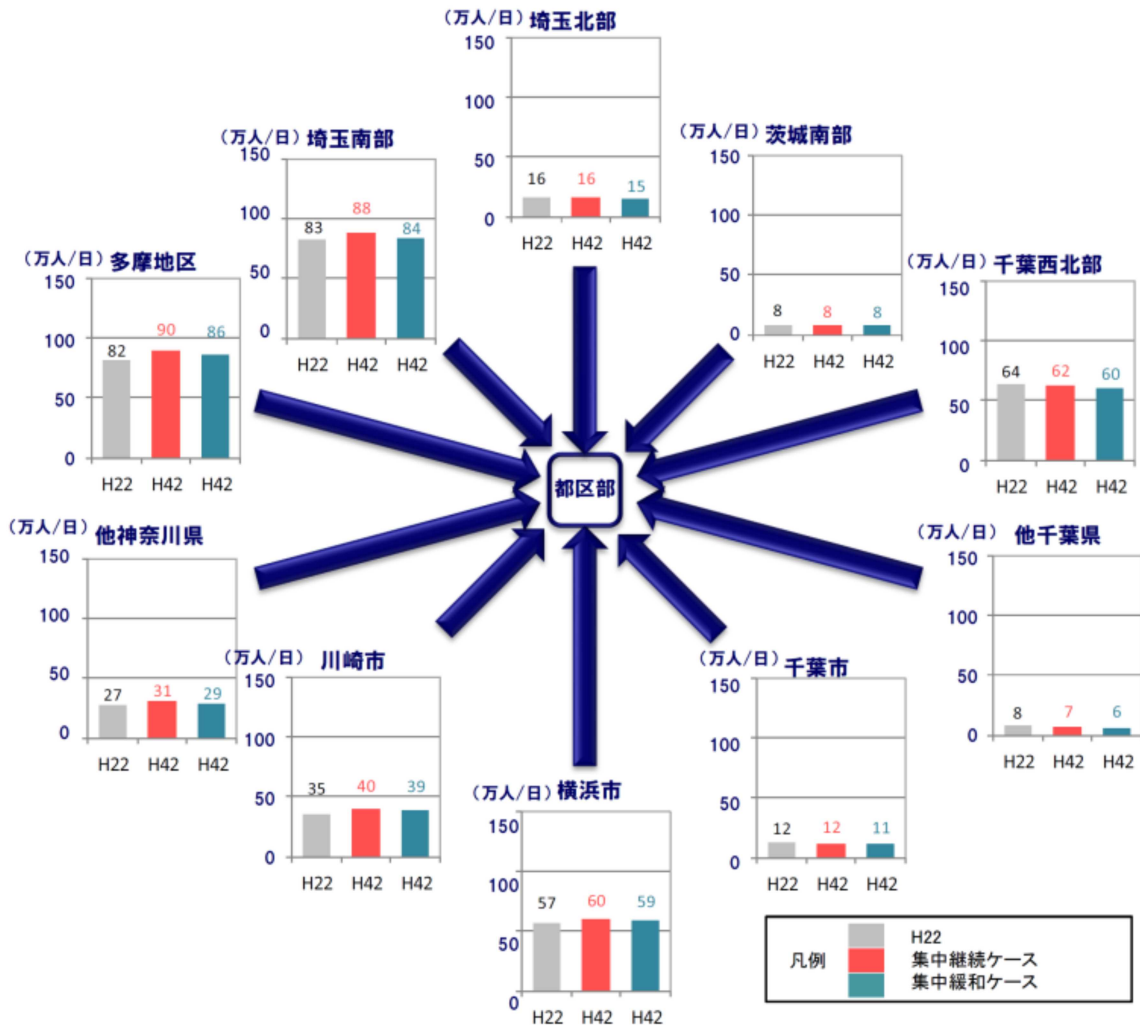 (万人/日) 埼玉北部
150
100
50
0
16
16
15
H22 H42 H42
(万人/日) 埼玉南部
150
100
50
0
83
88
84
H22 H42 H42
(万人/日) 茨城南部
150
100
50
0
8
8
8
H22 H42 H42
(万人/日) 多摩地区
150
100
50
0
82
90
86
H22 H42 H42
(万人/日) 千葉西北部
150
100
50
0
64
62
60
H22 H42 H42
都区部
(万人/日) 他神奈川県
150
100
50
0
27
31
29
H22 H42 H42
(万人/日) 他千葉県
150
100
50
0
8
7
6
H22 H42 H42
(万人/日) 川崎市
150
100
50
0
35
40
39
H22 H42 H42
(万人/日) 千葉市
150
100
50
0
12
12
11
H22 H42 H42
(万人/日) 横浜市
150
100
50
0
57
60
59
H22 H42 H42
凡例
H22
集中継続ケース
集中緩和ケース